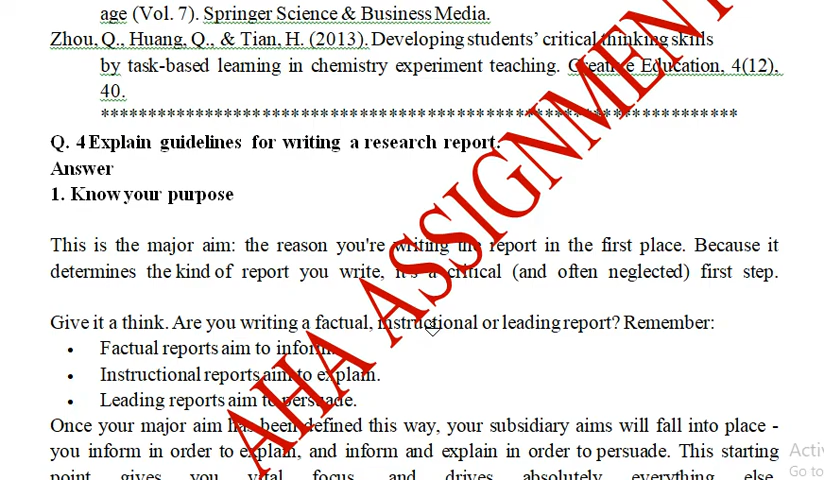 age (Vol. 7). Springer Science & Business Media.
Zhou, Q., Huang, Q., & Tian, H. (2013). Developing students' critical thinking skills
by task-based learning in chemistry experiment teaching. Creative Education, 4(12),
40.
*******************************************************************
Q. 4 Explain guidelines for writing a research report.
Answer
1. Know your purpose
This is the major aim: the reason you're writing the report in the first place. Because it
determines the kind of report you write, it's a critical (and often neglected) first step.
Give it a think. Are you writing a factual, instructional or leading report? Remember:
• Factual reports aim to inform.
• Instructional reports aim to explain.
• Leading reports aim to persuade.
Once your major aim has been defined this way, your subsidiary aims will fall into place -
you inform in order to explain, and inform and explain in order to persuade. This starting
point gives you vital focus and drives absolutely everything else.
AHA ASSIGNMENT
Activ
Go to